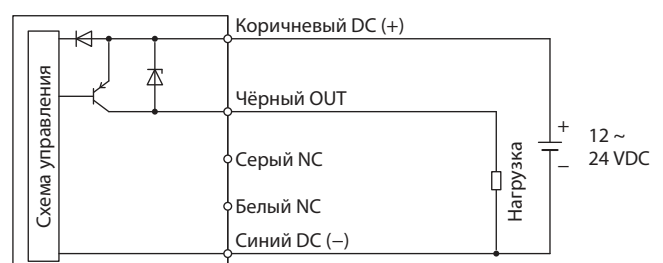 Коричневый DC (+)
Схема управления
Чёрный OUT
Серый NC
Белый NC
Синий DC (−)
Нагрузка
+
−
12 ~
24 VDC